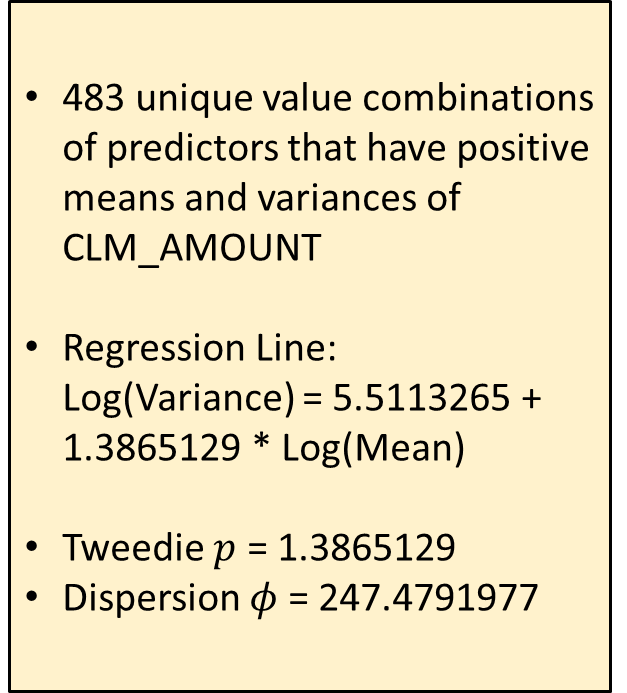 • 483 unique value combinations
of predictors that have positive
means and variances of
CLM_AMOUNT
• Regression Line:
Log(Variance) = 5.5113265 +
1.3865129 * Log(Mean)
• Tweedie 𝑝 = 1.3865129
• Dispersion 𝜙 = 247.4791977